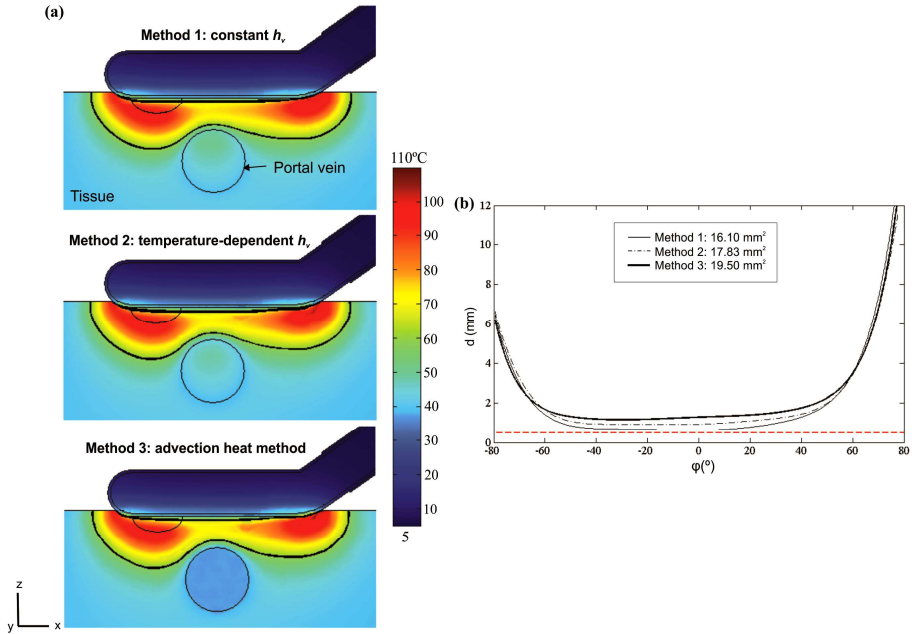 (a)
Method 1: constant hv
Portal vein
Tissue
Method 2: temperature-dependent hv
Method 3: advection heat method
z
y
x
110ºC
100
90
80
70
60
50
40
30
20
10
5
(b)
12
10
8
6
4
2
0
d (mm)
Method 1: 16.10 mm²
Method 2: 17.83 mm²
Method 3: 19.50 mm²
-80 -60 -40 -20 0 20 40 60 80
φ(º)